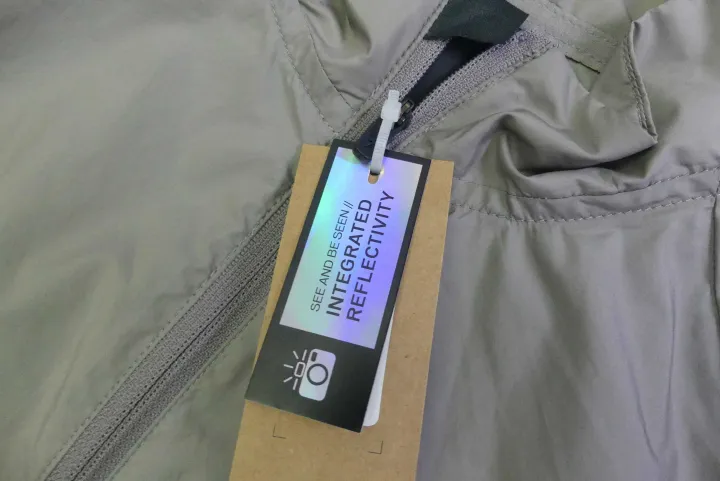 SEE AND BE SEEN //
INTEGRATED
REFLECTIVITY